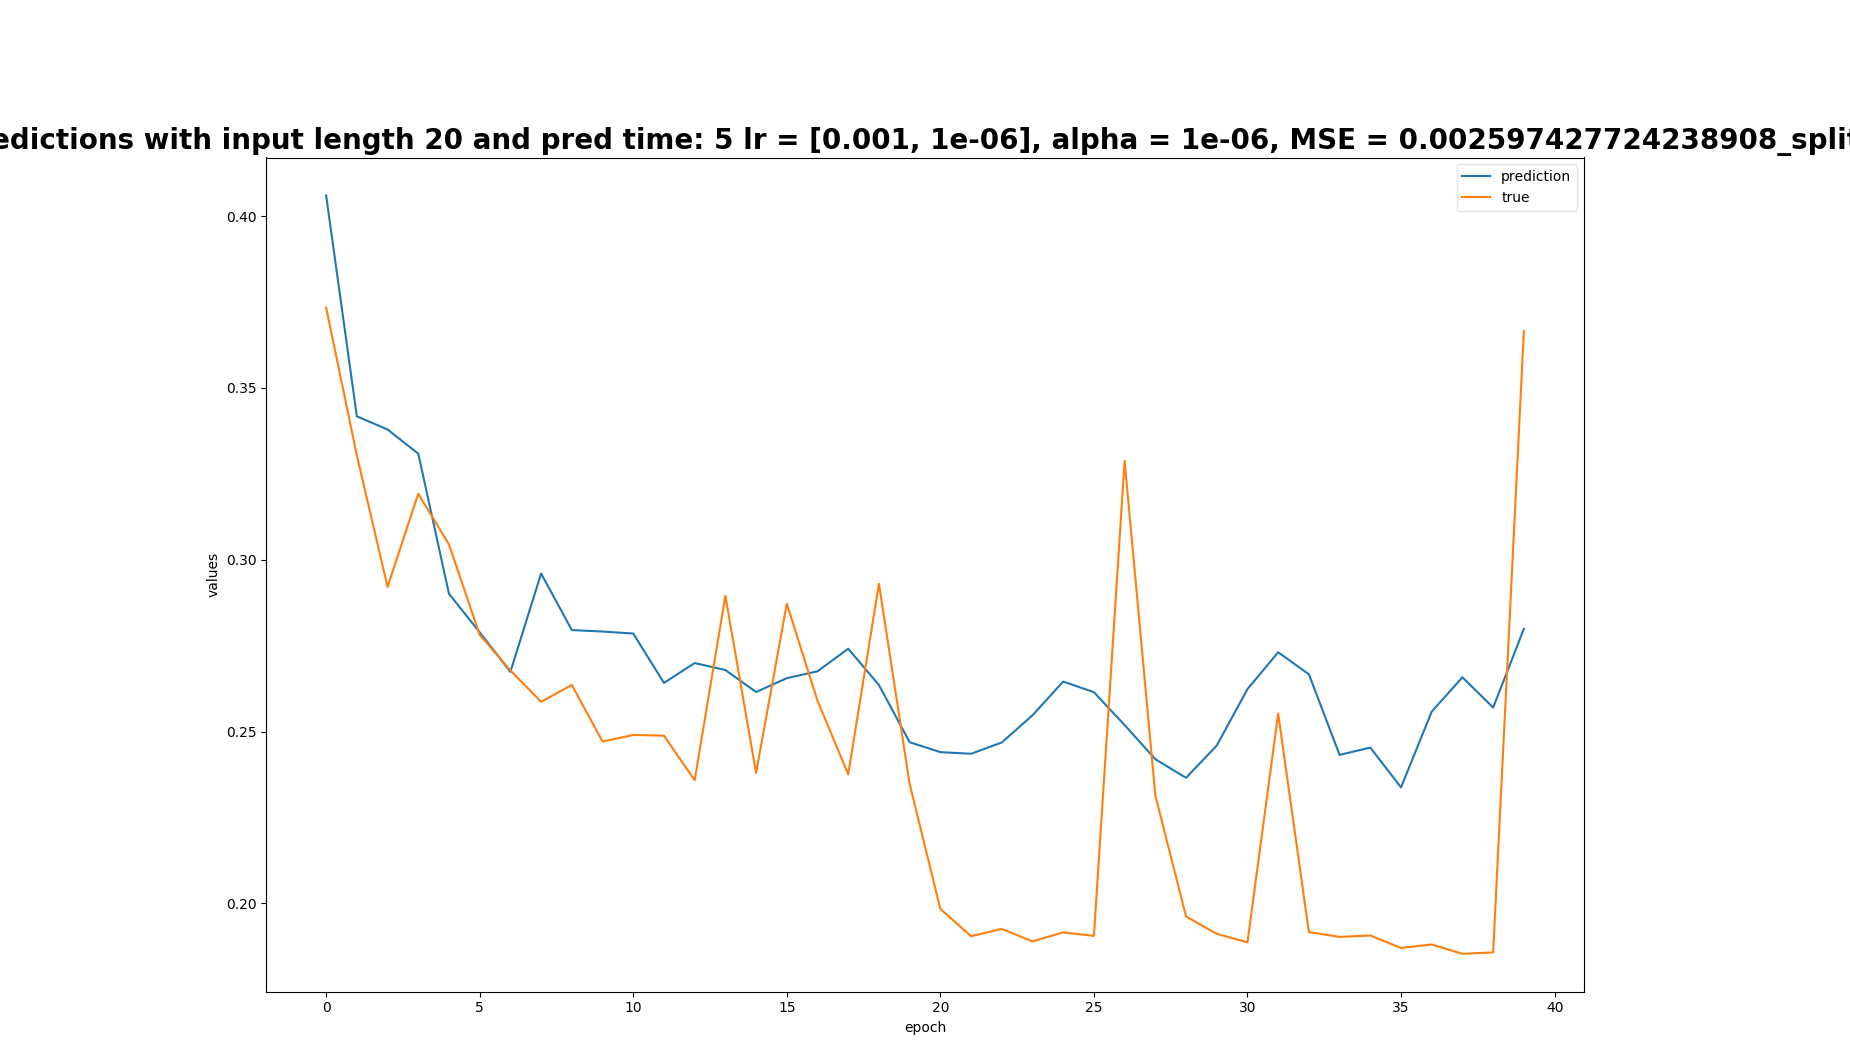 edictions with input length 20 and pred time: 5 lr = [0.001, 1e-06], alpha = 1e-06, MSE = 0.002597427724238908_split
prediction
true
0.40
0.35
0.30
0.25
0.20
values
0 5 10 15 20 25 30 35 40
epoch